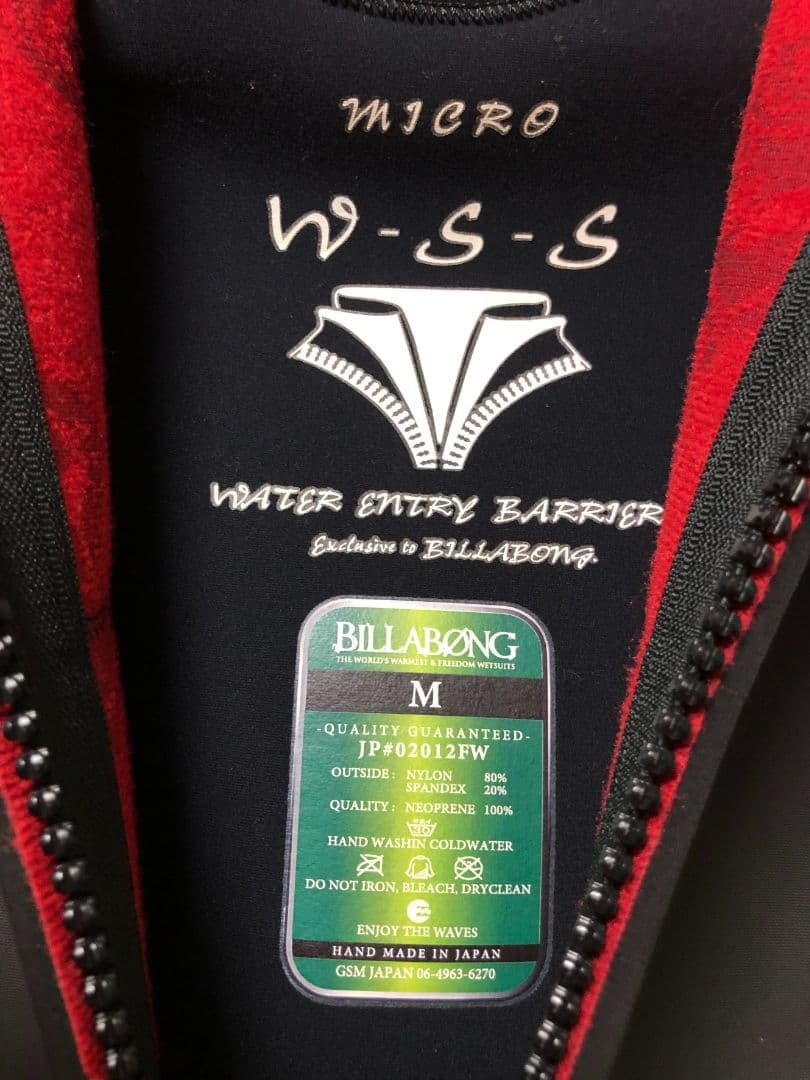 MICRO
W-S-S
WATER ENTRY BARRIER
Exclusive to BILLABONG.
BILLABONG
THE WORLD'S WARMEST & FREEDOM WETSUITS
M
-QUALITY GUARANTEED-
JP#02012FW
OUTSIDE: NYLON 80%
SPANDEX 20%
QUALITY: NEOPRENE 100%
30
HAND WASHIN COLDWATER
DO NOT IRON, BLEACH, DRYCLEAN
ENJOY THE WAVES
HAND MADE IN JAPAN
GSM JAPAN 06-4963-6270